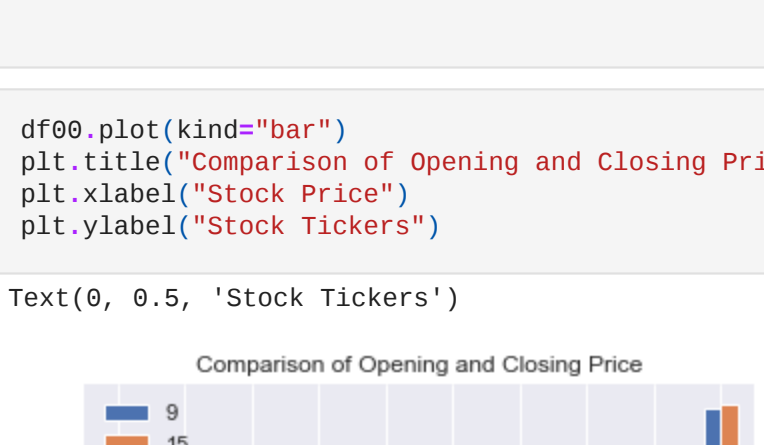 df00.plot(kind="bar")
plt.title("Comparison of Opening and Closing
plt.xlabel("Stock Price")
plt.ylabel("Stock Tickers")
Text(0, 0.5, 'Stock Tickers')
Comparison of Opening and Closing Price
9
15